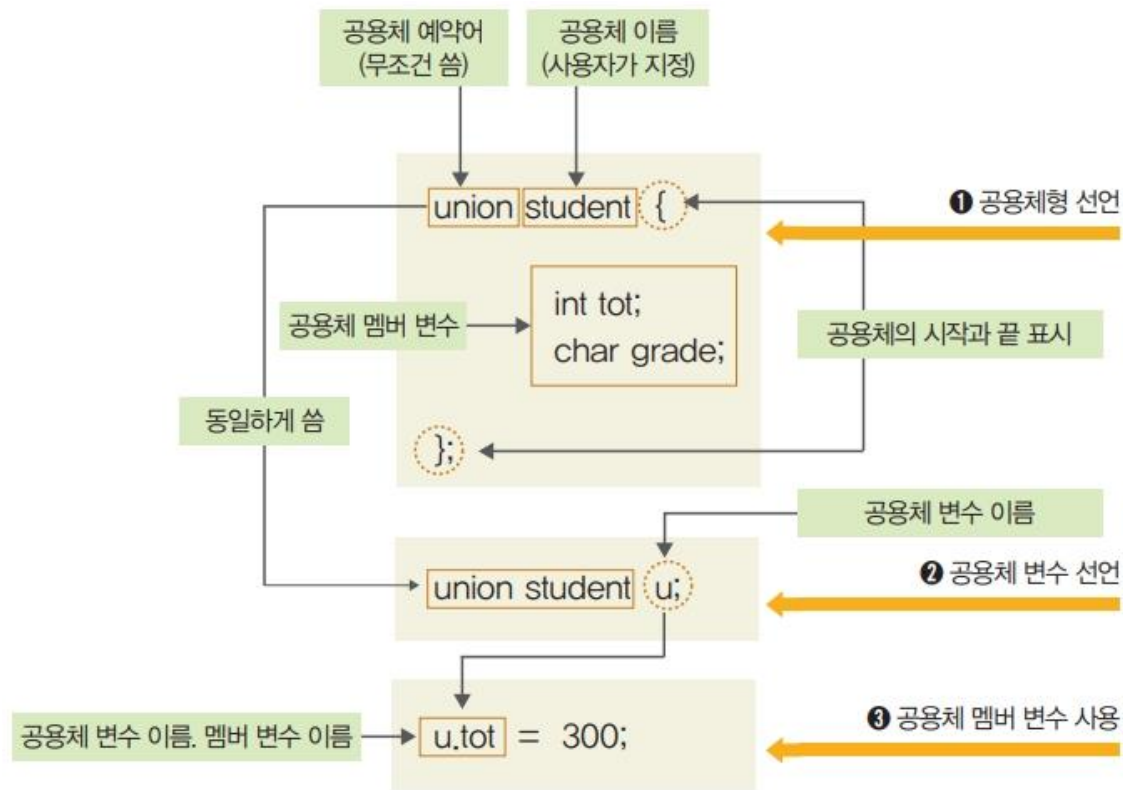 공용체 예약어
(무조건 씀)
공용체 이름
(사용자가 지정)
union student {
❶ 공용체형 선언
공용체 멤버 변수
int tot;
char grade;
공용체의 시작과 끝 표시
동일하게 씀
};
공용체 변수 이름
union student u;
❷ 공용체 변수 선언
공용체 변수 이름. 멤버 변수 이름
u.tot = 300;
❸ 공용체 멤버 변수 사용